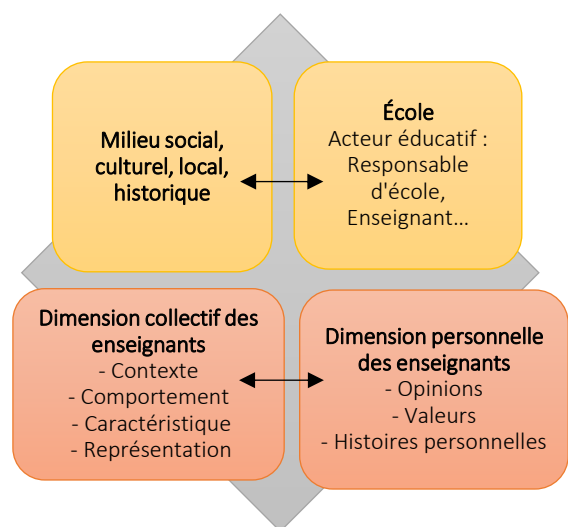 Milieu social,
culturel, local,
historique
École
Acteur éducatif :
Responsable
d'école,
Enseignant...
Dimension collectif des
enseignants
- Contexte
- Comportement
- Caractéristique
- Représentation
Dimension personnelle
des enseignants
- Opinions
- Valeurs
- Histoires personnelles